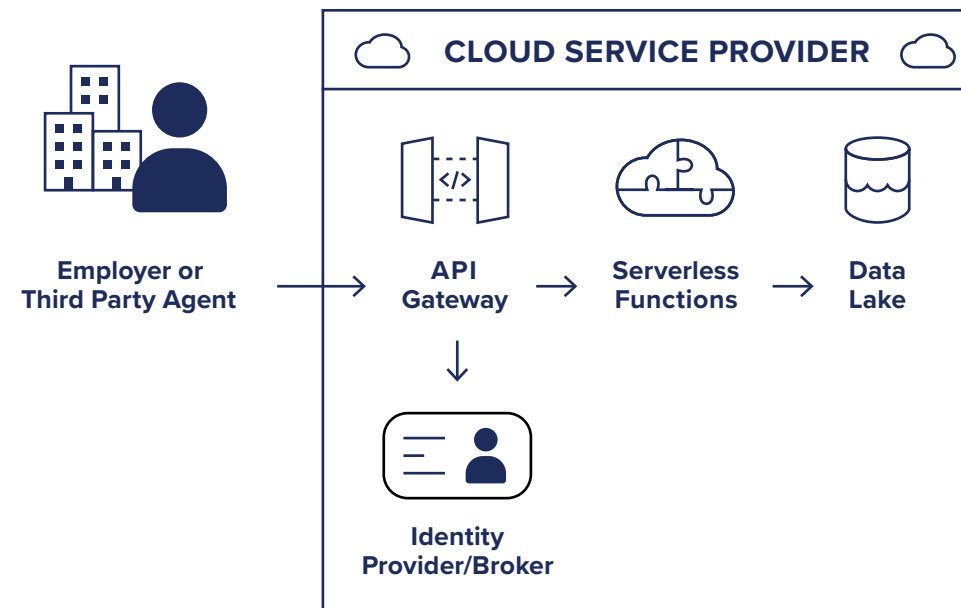 CLOUD SERVICE PROVIDER
</>
Employer or
Third Party Agent
API
Gateway
Serverless
Functions
Data
Lake
Identity
Provider/Broker